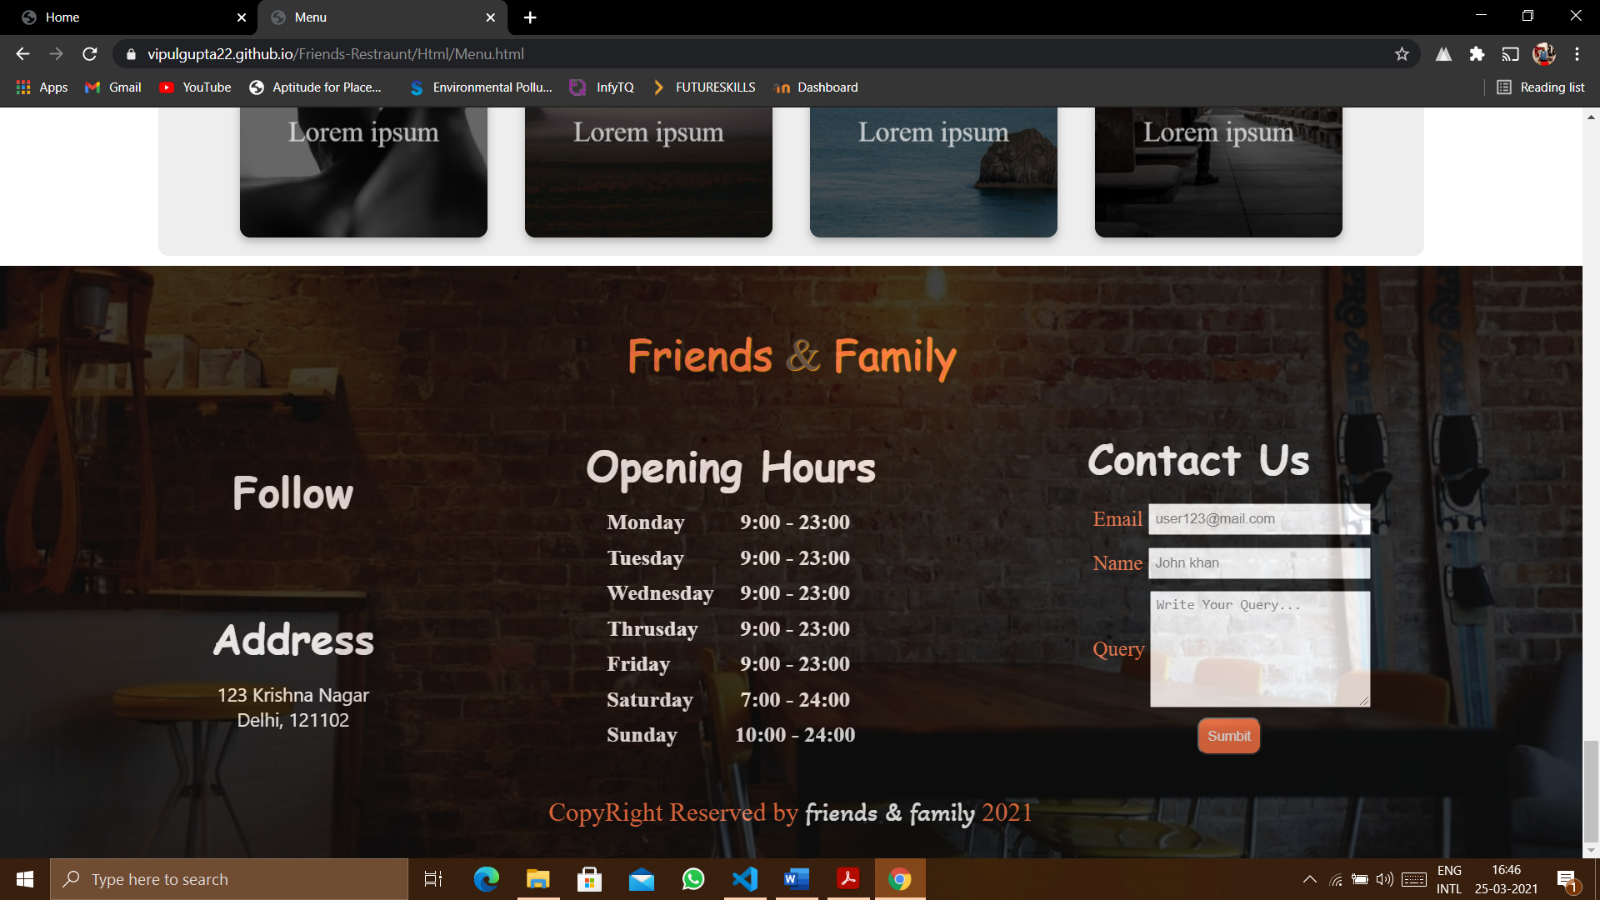 Home
Menu
vipulgupta22.github.io/Friends-Restraunt/Html/Menu.html
Apps Gmail YouTube Aptitude for Place... Environmental Pollu... InfyTQ FUTURESKILLS Dashboard Reading list
Lorem ipsum Lorem ipsum Lorem ipsum Lorem ipsum
Friends & Family
Follow
Address
123 Krishna Nagar
Delhi, 121102
Opening Hours
Monday 9:00 - 23:00
Tuesday 9:00 - 23:00
Wednesday 9:00 - 23:00
Thrusday 9:00 - 23:00
Friday 9:00 - 23:00
Saturday 7:00 - 24:00
Sunday 10:00 - 24:00
Contact Us
Email user123@mail.com
Name John khan
Query Write Your Query...
Sumbit
CopyRight Reserved by friends & family 2021
Type here to search
ENG
INTL
16:46
25-03-2021
1